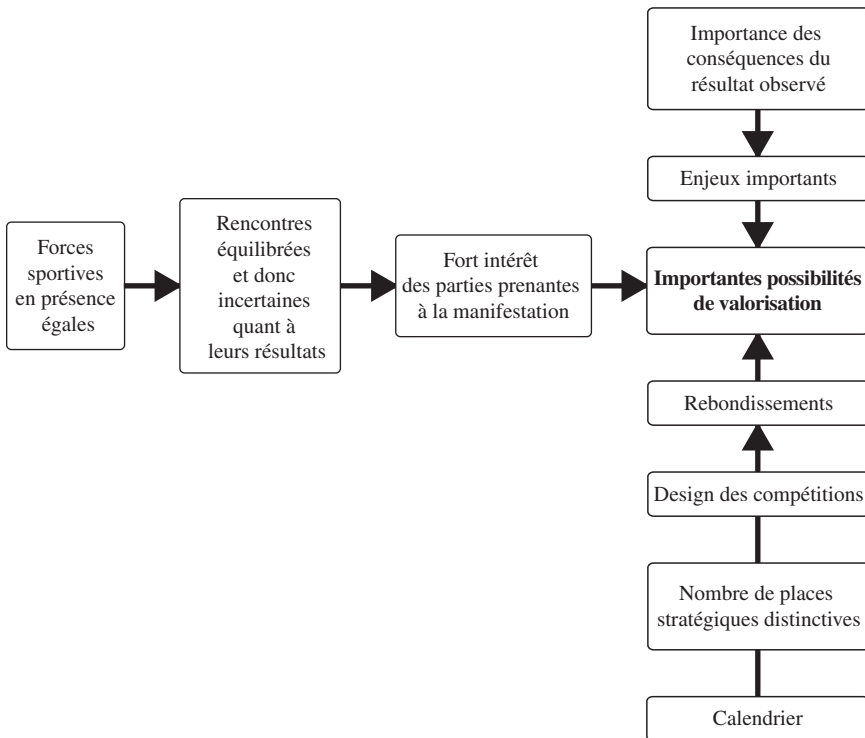 Importance des
conséquences du
résultat observé
Enjeux importants
Forces
sportives
en présence
égales
Rencontres
équilibrées
et donc
incertaines
quant à
leurs résultats
Fort intérêt
des parties prenantes
à la manifestation
Importantes possibilités
de valorisation
Rebondissements
Design des compétitions
Nombre de places
stratégiques distinctives
Calendrier